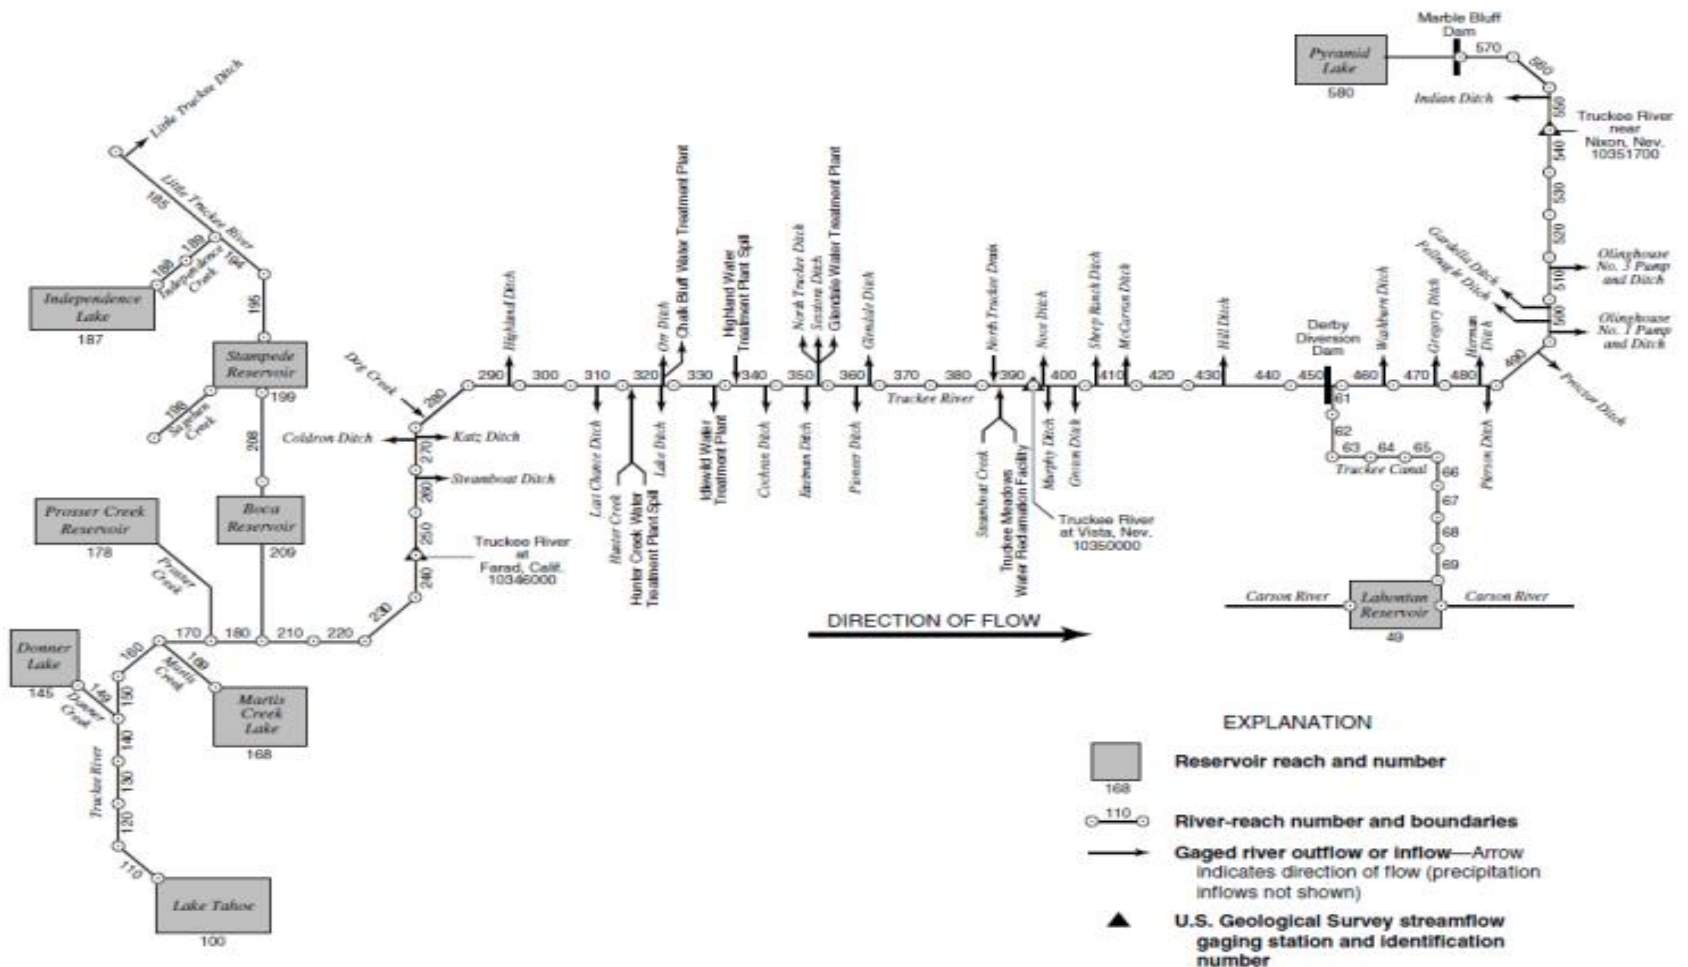 Marble Bluff
Dam
570
560
Pyramid
Lake
580
Indian Ditch
550
Truckee River
near
Nixon, Nev.
10351700
540
530
520
Olinghouse
No. 3 Pump
and Ditch
510
Gardella Ditch
Fellnagle Ditch
500
Olinghouse
No. 1 Pump
and Ditch
490
Proctor Ditch
Little Truckee Ditch
Little Truckee River
185
189
188
Independence
Creek
184
195
Independence
Lake
187
Stampede
Reservoir
199
198
Sagehen
Creek
208
Boca
Reservoir
209
Prosser Creek
Reservoir
178
Prosser
Creek
170
180
210
220
230
240
250
260
270
280
Dog Creek
Coldron Ditch
Katz Ditch
Steamboat Ditch
Truckee River
at
Farad, Calif.
10346000
Donner
Lake
145
149
Donner
Creek
160
150
169
Martis
Creek
Martis
Creek
Lake
168
140
130
120
110
Truckee River
Lake Tahoe
100
Highland Ditch
Orr Ditch
Chalk Bluff Water Treatment Plant
Highland Water
Treatment Plant Spill
North Truckee Ditch
Sessions Ditch
Glendale Water Treatment Plant
Glendale Ditch
North Truckee Drain
Noce Ditch
Sheep Ranch Ditch
McCarran Ditch
Hill Ditch
Derby
Diversion
Dam
Washburn Ditch
Gregory Ditch
Herman
Ditch
290 300 310 320 330 340 350 360 370 380 390 400 410 420 430 440 450 460 470 480
Truckee River
Last Chance Ditch
Hunter Creek
Hunter Creek Water
Treatment Plant Spill
Lake Ditch
Idlewild Water
Treatment Plant
Cochran Ditch
Eastman Ditch
Pioneer Ditch
Steamboat Creek
Truckee Meadows
Water Reclamation Facility
Murphy Ditch
Groton Ditch
Pierson Ditch
Truckee River
at Vista, Nev.
10350000
61
62
63 64 65
Truckee Canal
66
67
68
69
Carson River
Lahontan
Reservoir
Carson River
49
DIRECTION OF FLOW
EXPLANATION
Reservoir reach and number
168
110
River-reach number and boundaries
Gaged river outflow or inflow—Arrow
indicates direction of flow (precipitation
inflows not shown)
U.S. Geological Survey streamflow
gaging station and identification
number